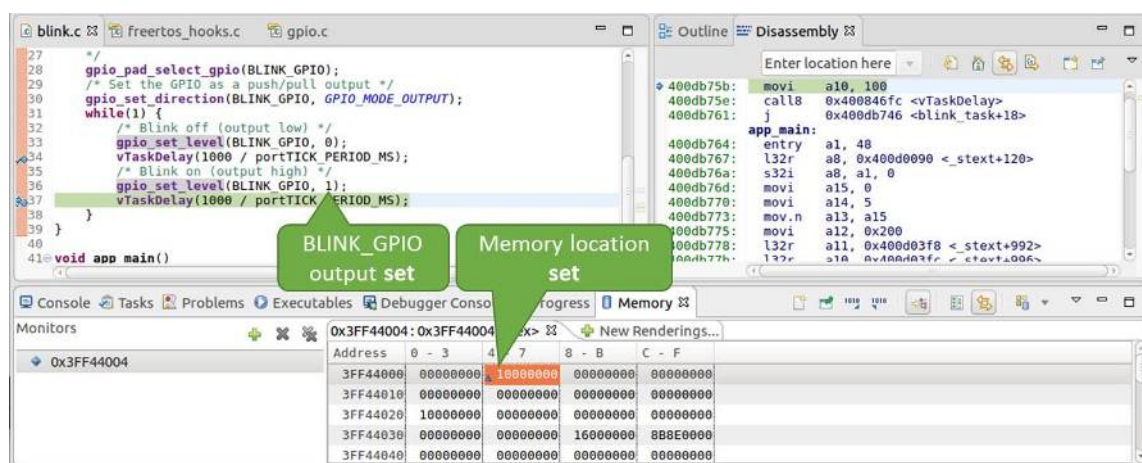 blink.c freertos_hooks.c gpio.c
27 */
28 gpio_pad_select_gpio(BLINK_GPIO);
29 /* Set the GPIO as a push/pull output */
30 gpio_set_direction(BLINK_GPIO, GPIO_MODE_OUTPUT);
31 while(1) {
32 /* Blink off (output low) */
33 gpio_set_level(BLINK_GPIO, 0);
34 vTaskDelay(1000 / portTICK_PERIOD_MS);
35 /* Blink on (output high) */
36 gpio_set_level(BLINK_GPIO, 1);
37 vTaskDelay(1000 / PERIOD_MS);
38 }
39 }
40
41 void app_main()
BLINK_GPIO
output set
Memory location
set
Outline Disassembly
Enter location here
400db75b: movi a10, 100
400db75e: call8 0x400846fc <vTaskDelay>
400db761: j 0x400db746 <blink_task+18>
app_main:
400db764: entry a1, 48
400db767: l32r a8, 0x400d0090 <_stext+120>
400db76a: s32i a8, a1, 0
400db76d: movi a15, 0
400db770: movi a14, 5
400db773: mov.n a13, a15
400db775: movi a12, 0x200
400db778: l32r a11, 0x400d03f8 <_stext+992>
Console Tasks Problems Executables Debugger Conso rogress Memory
Monitors
0x3FF44004
0x3FF44004:0x3FF44004 ex> New Renderings...
Address 0 - 3 4 - 7 8 - B C - F
3FF44000 00000000 10000000 00000000 00000000
3FF44010 00000000 00000000 00000000 00000000
3FF44020 10000000 00000000 00000000 00000000
3FF44030 00000000 00000000 16000000 8B8E0000
3FF44040 00000000 00000000 00000000 00000000